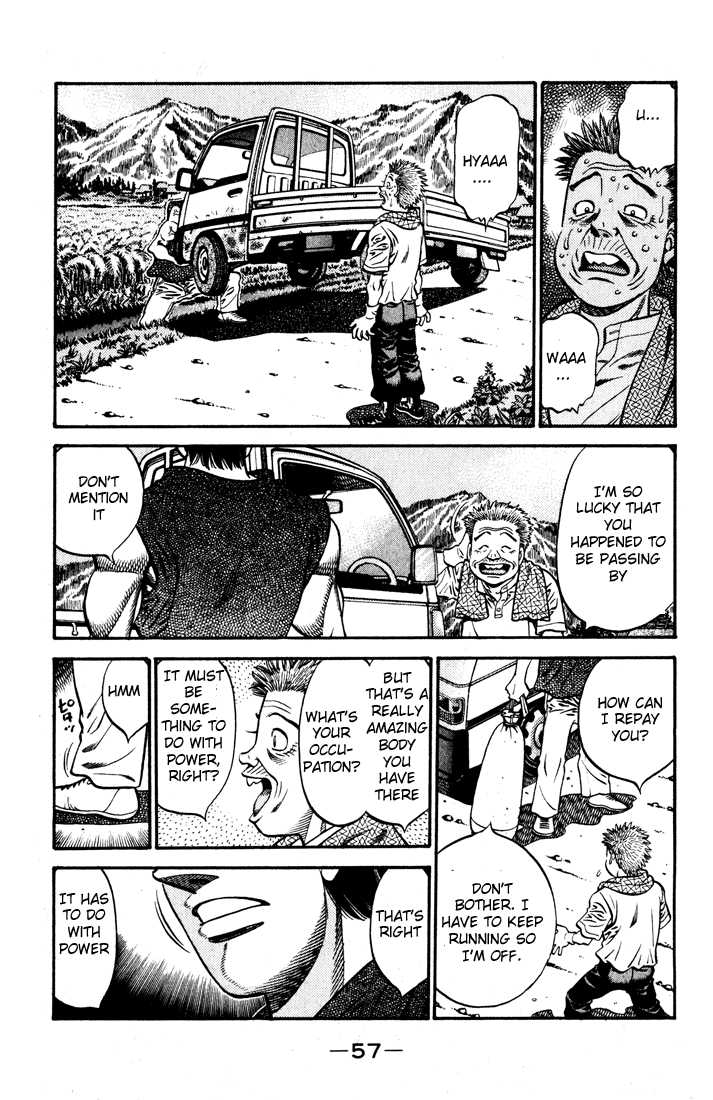 U...
WAAA
...
HYAAA
....
I'M SO
LUCKY THAT
YOU
HAPPENED TO
BE PASSING
BY
DON'T
MENTION
IT
HOW CAN
I REPAY
YOU?
DON'T
BOTHER. I
HAVE TO KEEP
RUNNING SO
I'M OFF.
BUT
THAT'S A
REALLY
AMAZING
BODY
YOU
HAVE
THERE
WHAT'S
YOUR
OCCU-
PATION?
IT MUST
BE
SOME-
THING TO
DO WITH
POWER,
RIGHT?
HMM
ピタ..
THAT'S
RIGHT
IT HAS
TO DO
WITH
POWER
—57—